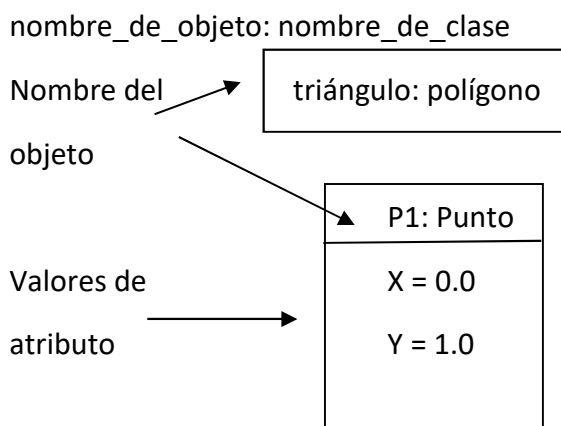 nombre_de_objeto: nombre_de_clase
Nombre del
objeto
triángulo: polígono
P1: Punto
Valores de
atributo
X = 0.0
Y = 1.0